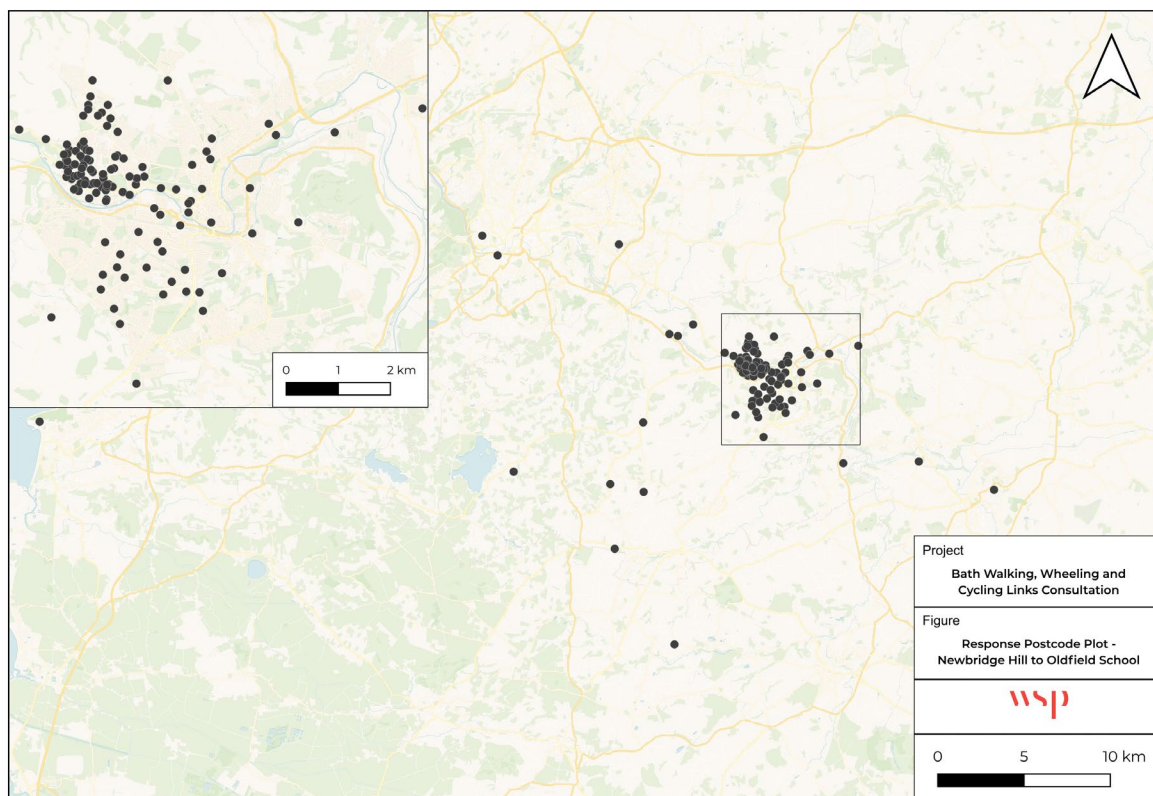 0 1 2 km
Project
Bath Walking, Wheeling and
Cycling Links Consultation
Figure
Response Postcode Plot -
Newbridge Hill to Oldfield School
wsp
0 5 10 km